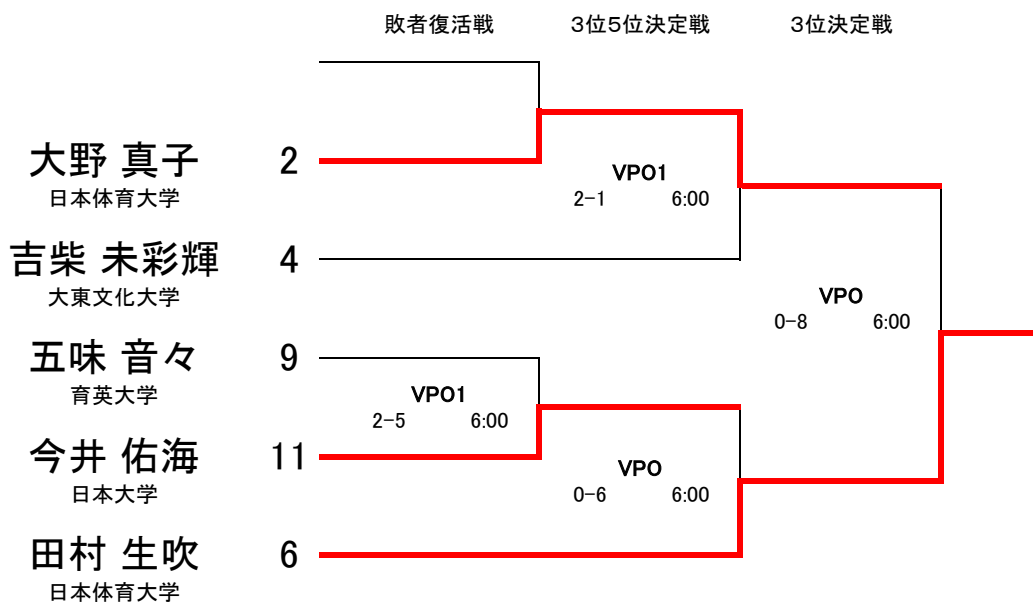 敗者復活戦 3位5位決定戦 3位決定戦
大野 真子 2
日本体育大学
VPO1
2-1 6:00
吉柴 未彩輝 4
大東文化大学
VPO
0-8 6:00
五味 音々 9
育英大学
VPO1
2-5 6:00
今井 佑海 11
日本大学
VPO
0-6 6:00
田村 生吹 6
日本体育大学